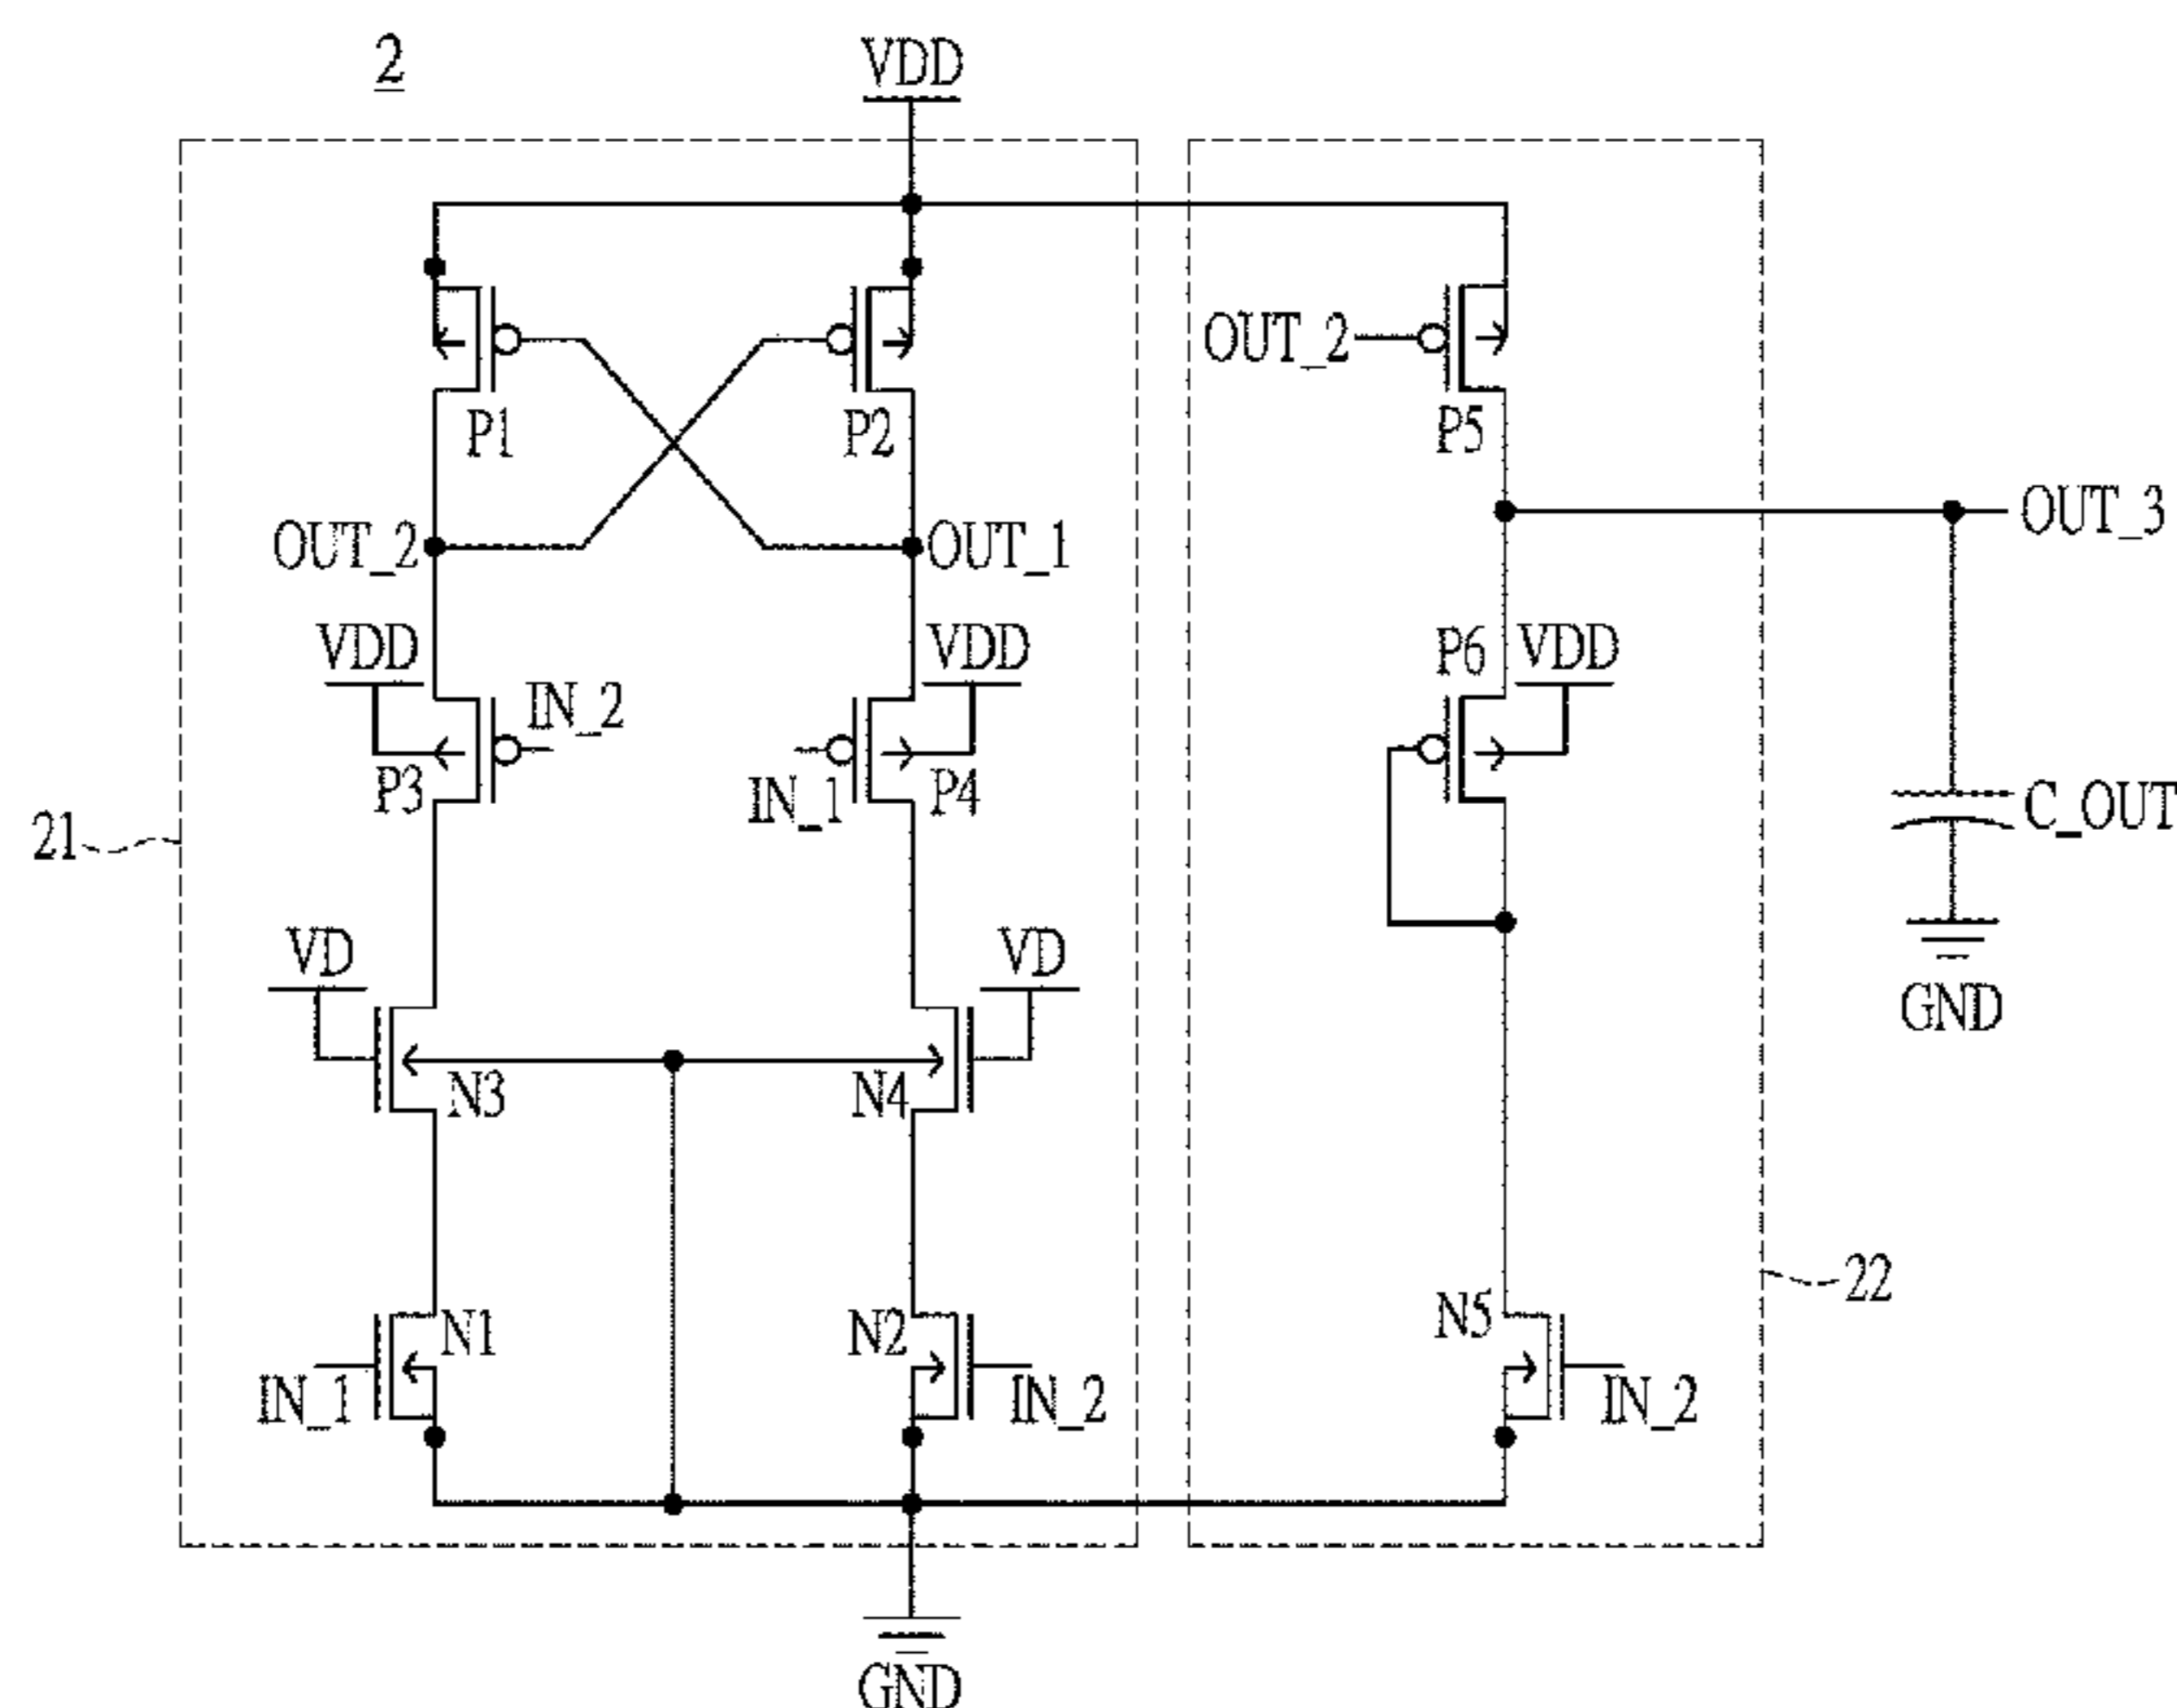 2
VDD
P1
P2
OUT_2
P5
OUT_2
OUT_1
OUT_3
VDD
IN_2
P3
VDD
IN_1
P4
P6
VDD
C_OUT
GND
21
VD
N3
VD
N4
N1
IN_1
N2
IN_2
N5
IN_2
22
GND